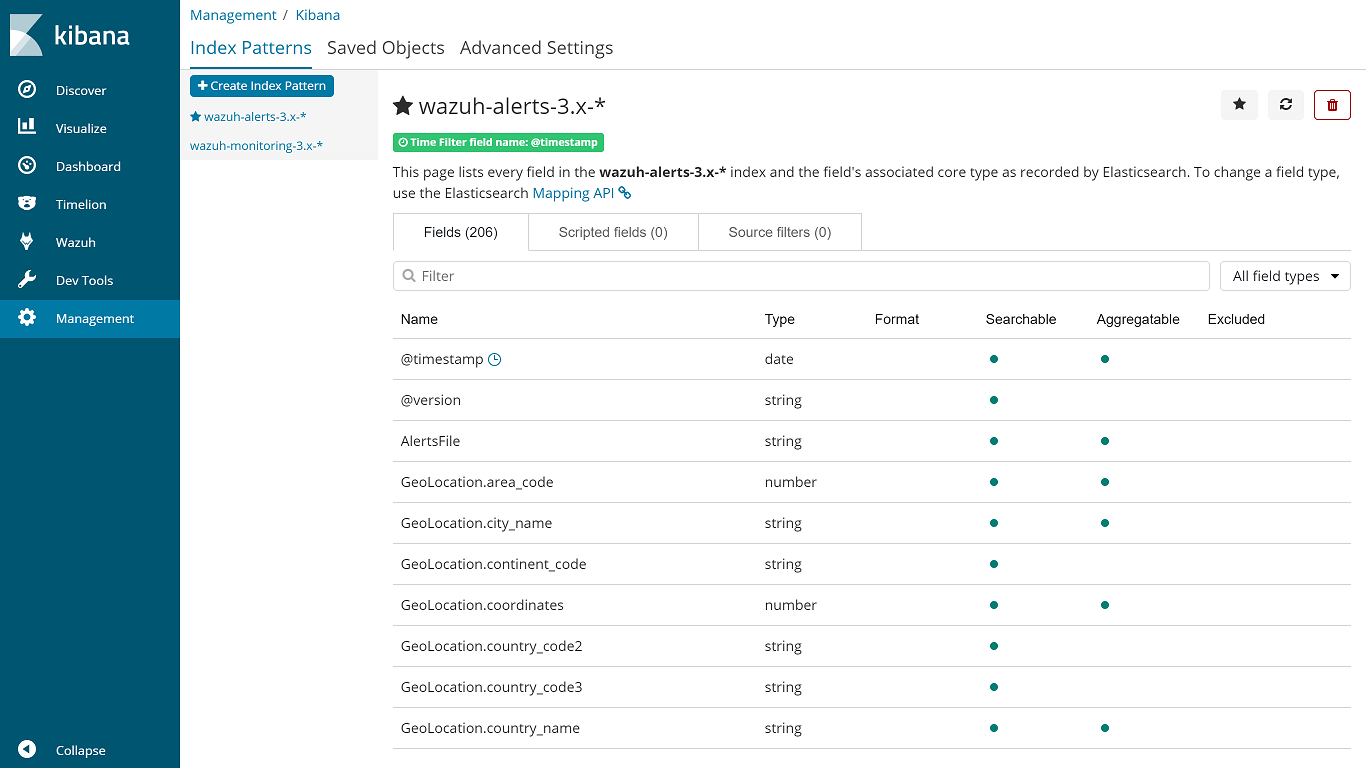 kibana
Discover
Visualize
Dashboard
Timelion
Wazuh
Dev Tools
Management
Collapse
Management / Kibana
Index Patterns Saved Objects Advanced Settings
Create Index Pattern
wazuh-alerts-3.x-*
wazuh-monitoring-3.x-*
wazuh-alerts-3.x-*
Time Filter field name: @timestamp
This page lists every field in the wazuh-alerts-3.x-* index and the field's associated core type as recorded by Elasticsearch. To change a field type,
use the Elasticsearch Mapping API
Fields (206) Scripted fields (0) Source filters (0)
Filter All field types
Name Type Format Searchable Aggregatable Excluded
@timestamp date
@version string
AlertsFile string
GeoLocation.area_code number
GeoLocation.city_name string
GeoLocation.continent_code string
GeoLocation.coordinates number
GeoLocation.country_code2 string
GeoLocation.country_code3 string
GeoLocation.country_name string